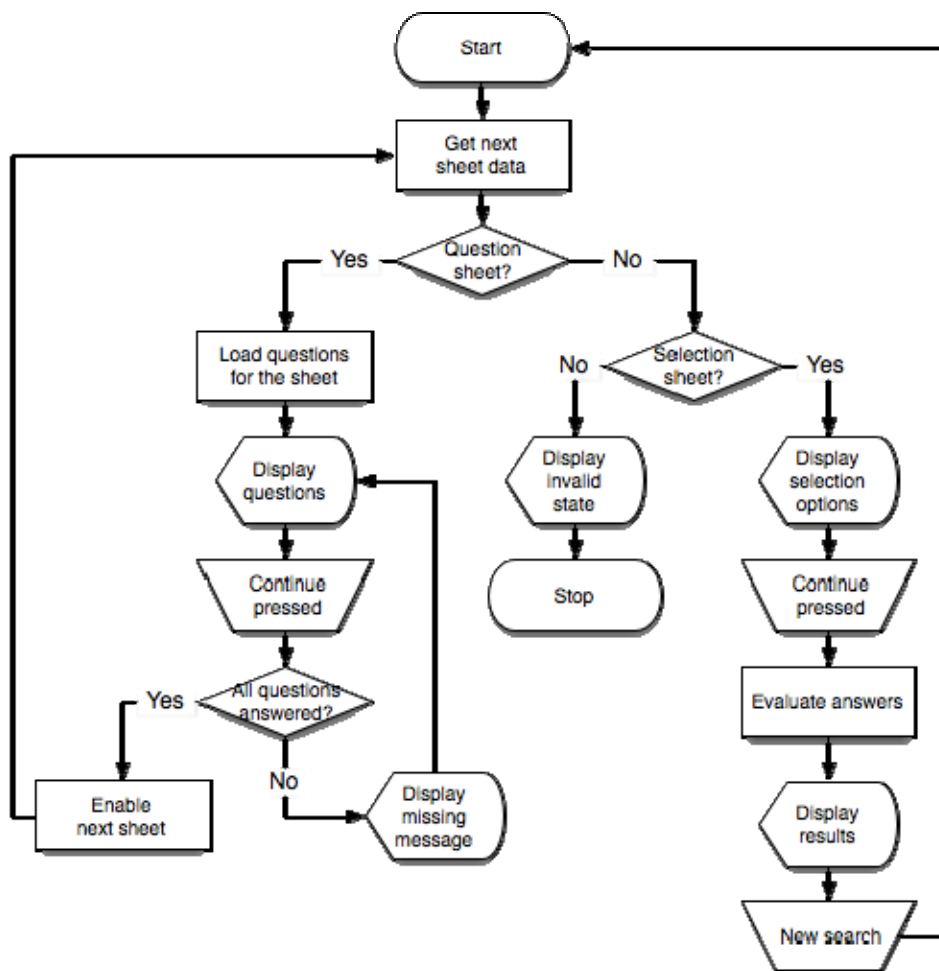 Start
Get next
sheet data
Question
sheet?
Yes
No
Load questions
for the sheet
Selection
sheet?
No
Yes
Display
questions
Display
invalid
state
Display
selection
options
Continue
pressed
Stop
Continue
pressed
All questions
answered?
Yes
No
Evaluate answers
Enable
next sheet
Display
missing
message
Display
results
New search